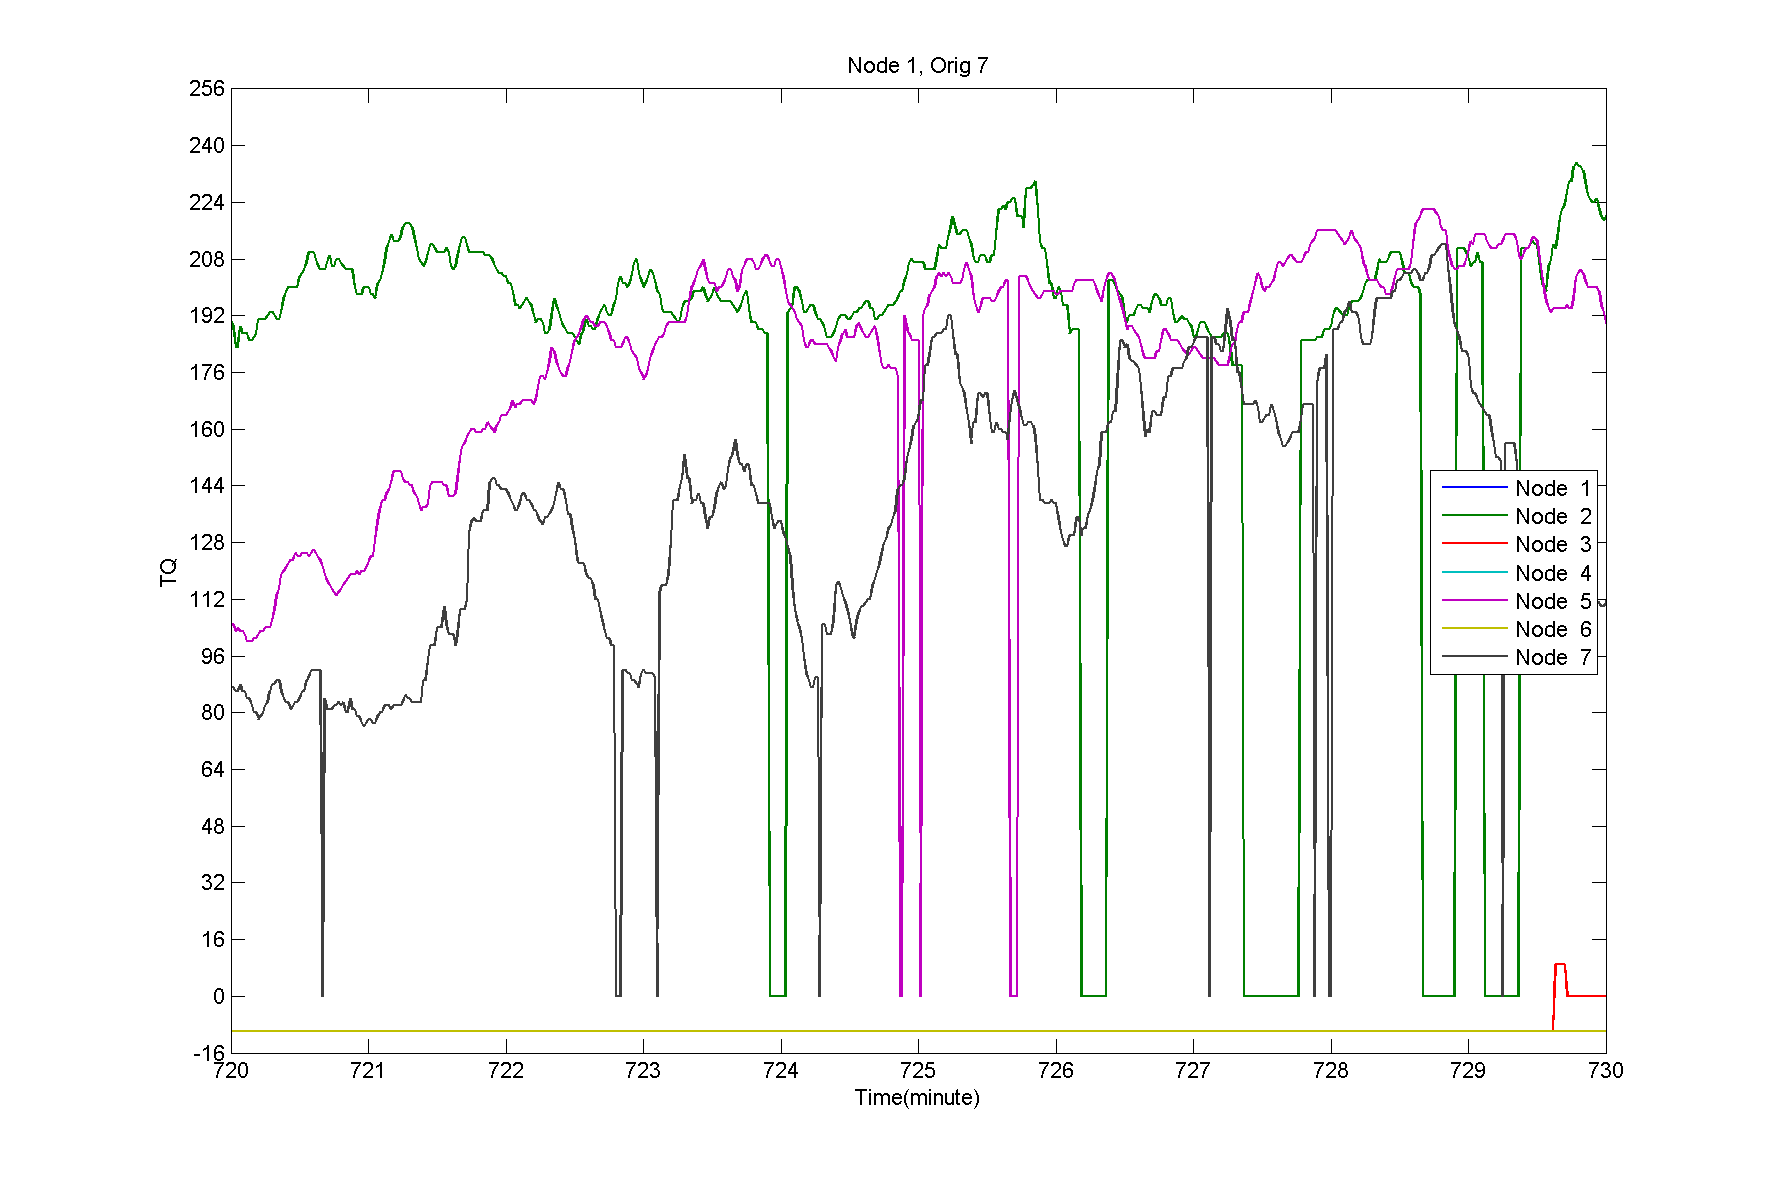 Node 1, Orig 7
256
240
224
208
192
176
160
144
128
112
96
80
64
48
32
16
0
-16
TQ
720 721 722 723 724 725 726 727 728 729 730
Time(minute)
Node 1
Node 2
Node 3
Node 4
Node 5
Node 6
Node 7